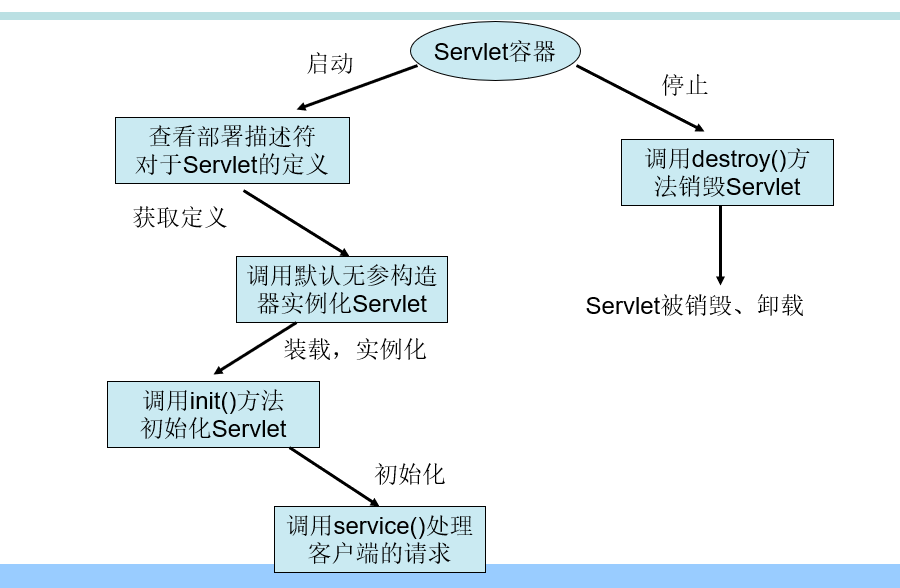 Servlet容器
启动
停止
查看部署描述符
对于Servlet的定义
调用destroy()方
法销毁Servlet
获取定义
调用默认无参构造
器实例化Servlet
Servlet被销毁、卸载
装载，实例化
调用init()方法
初始化Servlet
初始化
调用service()处理
客户端的请求